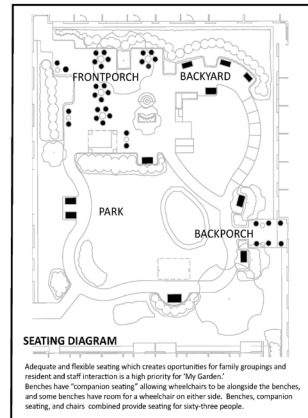 FRONTPORCH
BACKYARD
PARK
BACKPORCH
SEATING DIAGRAM
Adequate and flexible seating which creates oportunities for family groupings and
resident and staff interaction is a high priority for 'My Garden.'
Benches have "companion seating" allowing wheelchairs to be alongside the benches,
and some benches have room for a wheelchair on either side. Benches, companion
seating, and chairs combined provide seating for sixty-three people.